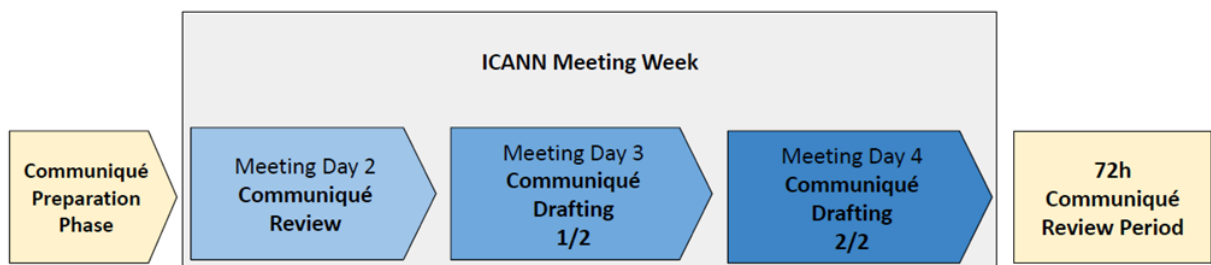 ICANN Meeting Week
Communiqué
Preparation
Phase
Meeting Day 2
Communiqué
Review
Meeting Day 3
Communiqué
Drafting
1/2
Meeting Day 4
Communiqué
Drafting
2/2
72h
Communiqué
Review Period